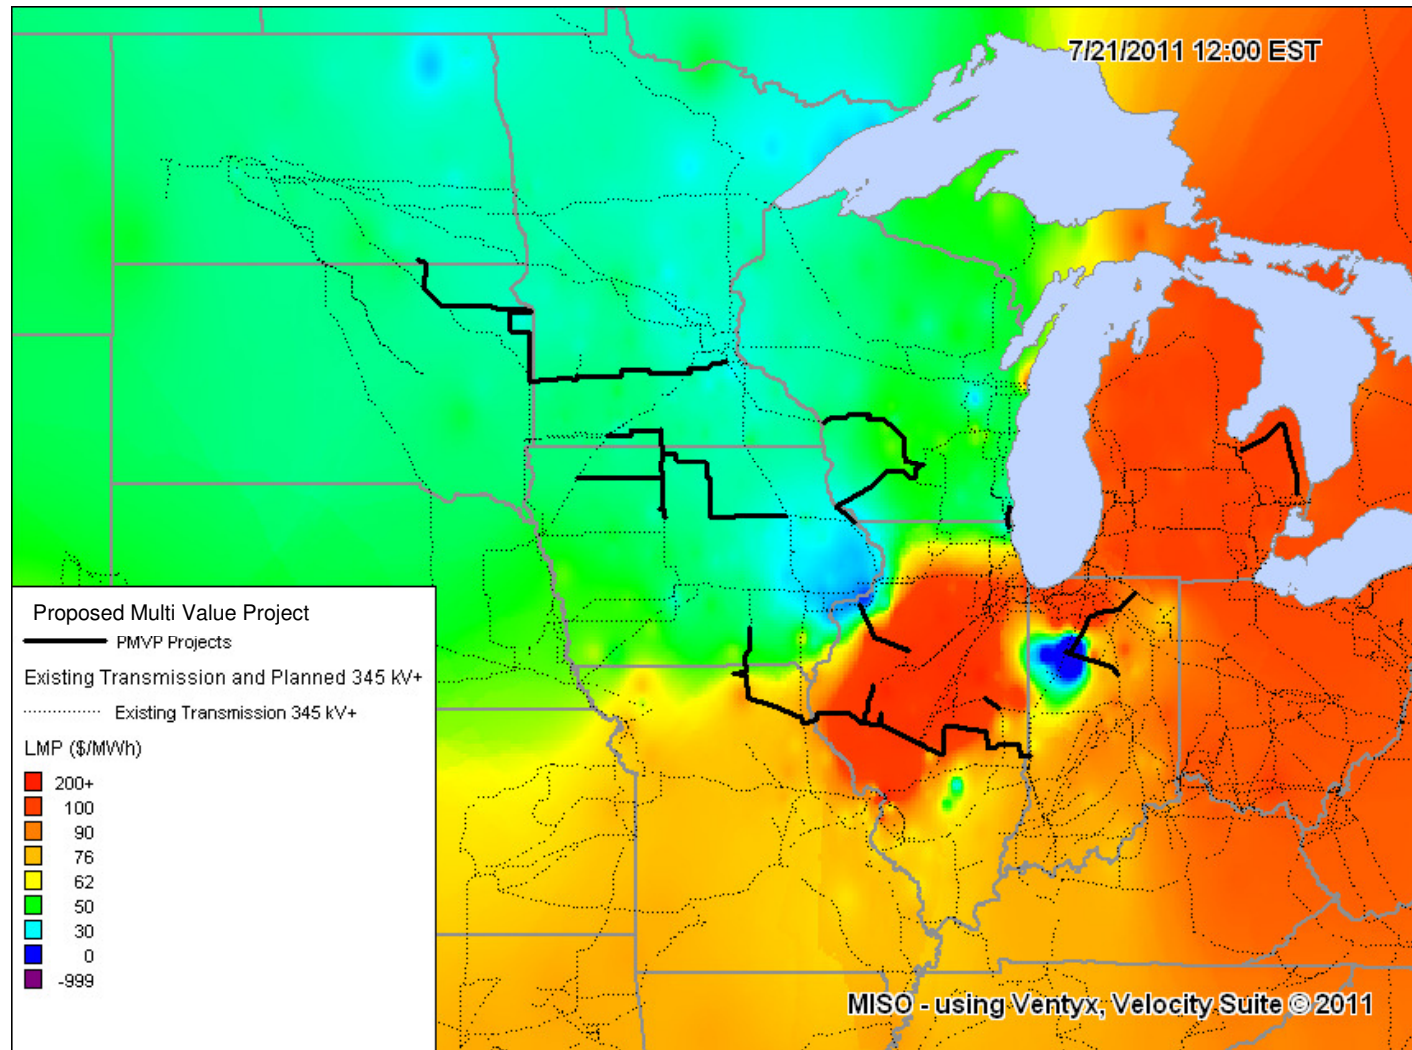 7/21/2011 12:00 EST
Proposed Multi Value Project
PMVP Projects
Existing Transmission and Planned 345 kV+
Existing Transmission 345 kV+
LMP ($/MWh)
200+
100
90
76
62
50
30
0
-999
MISO - using Ventyx, Velocity Suite © 2011